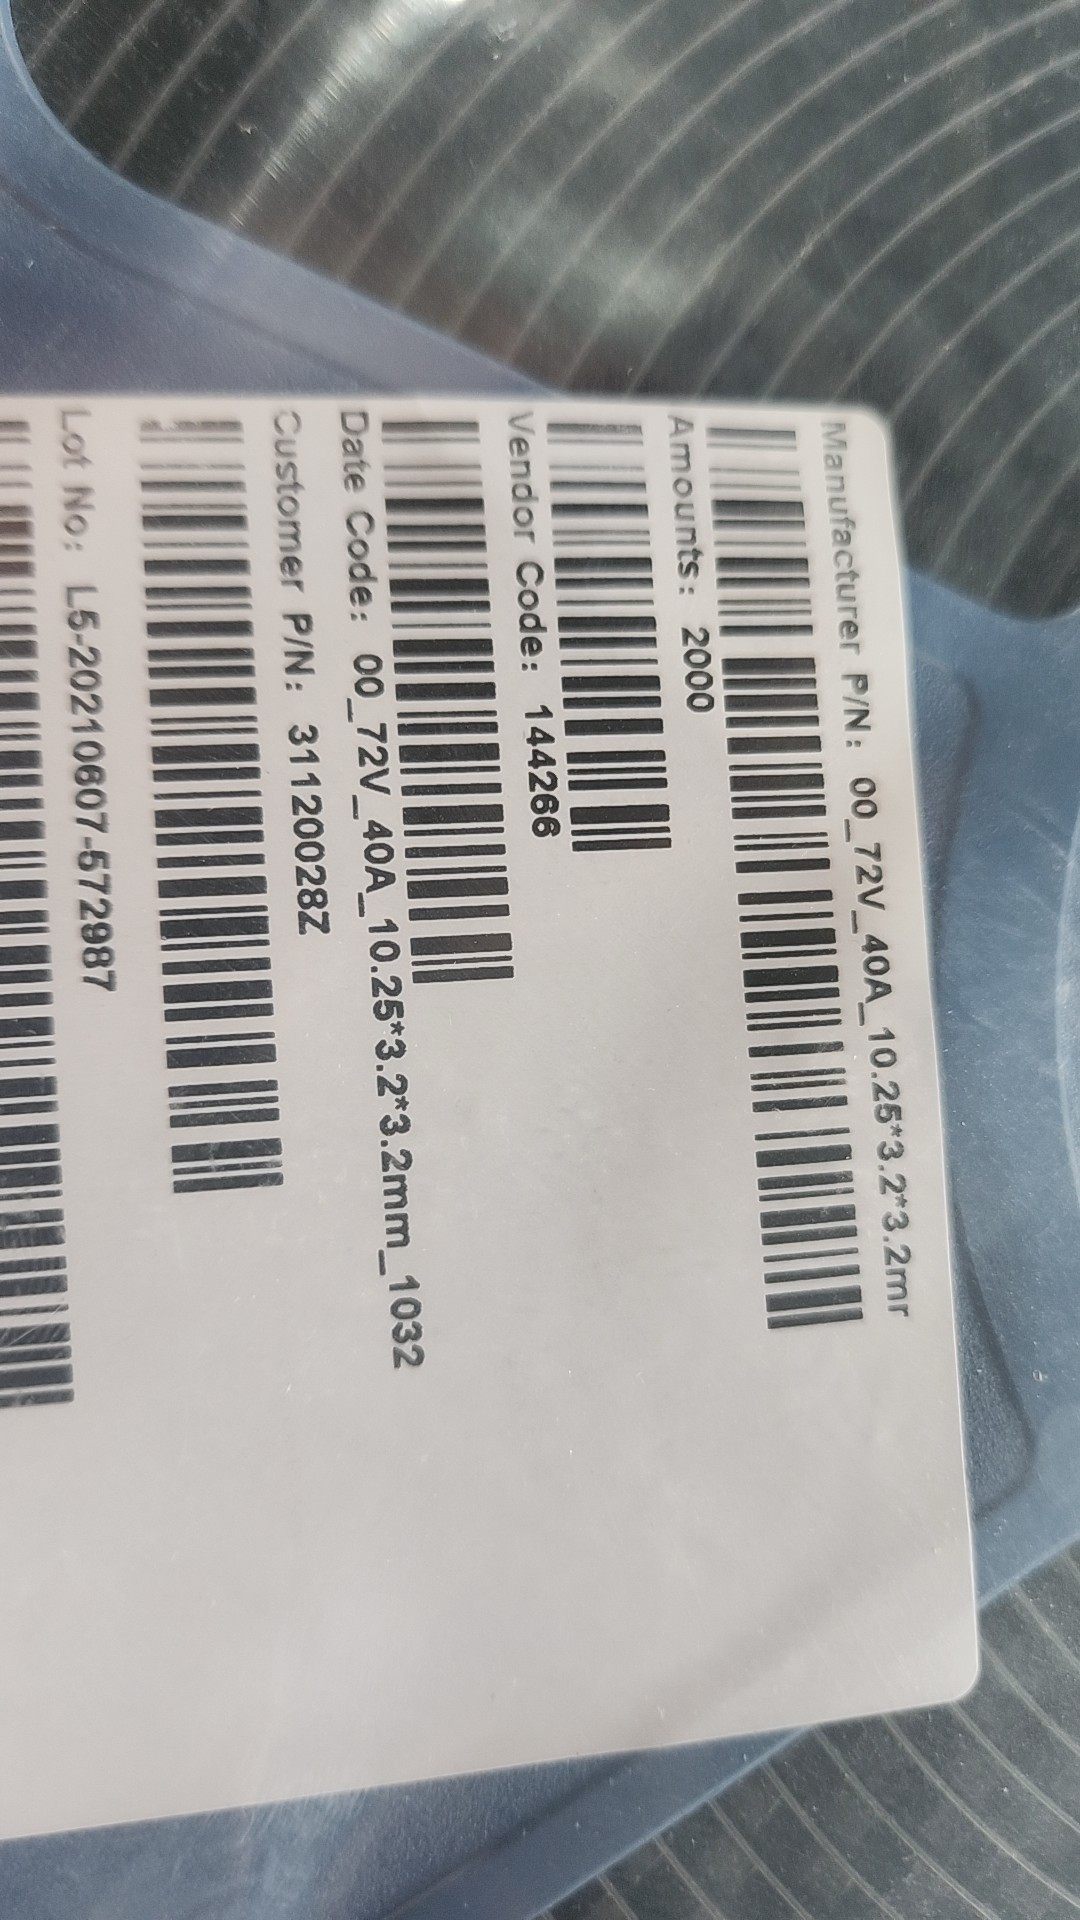 Manufacturer P/N: 00_72V_40A_10.25*3.2*3.2mr
Amounts: 2000
Vendor Code: 144266
Date Code: 00_72V_40A_10.25*3.2*3.2mm_1032
Customer P/N: 31120028Z
Lot No: L5-20210607-572987